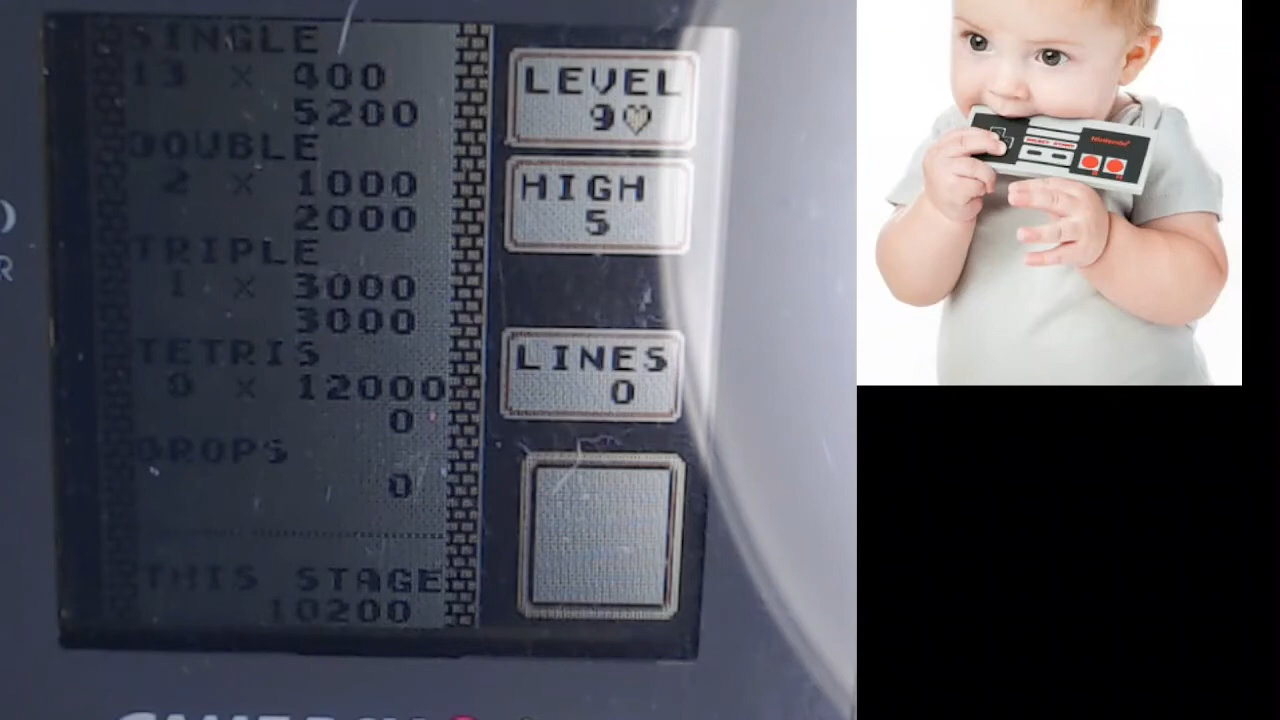 SINGLE
13 x 400
5200
DOUBLE
2 x 1000
2000
TRIPLE
1 x 3000
3000
TETRIS
0 x 12000
0
DROPS
0
THIS STAGE
10200
LEVEL
9♥
HIGH
5
LINES
0
Nintendo
B A